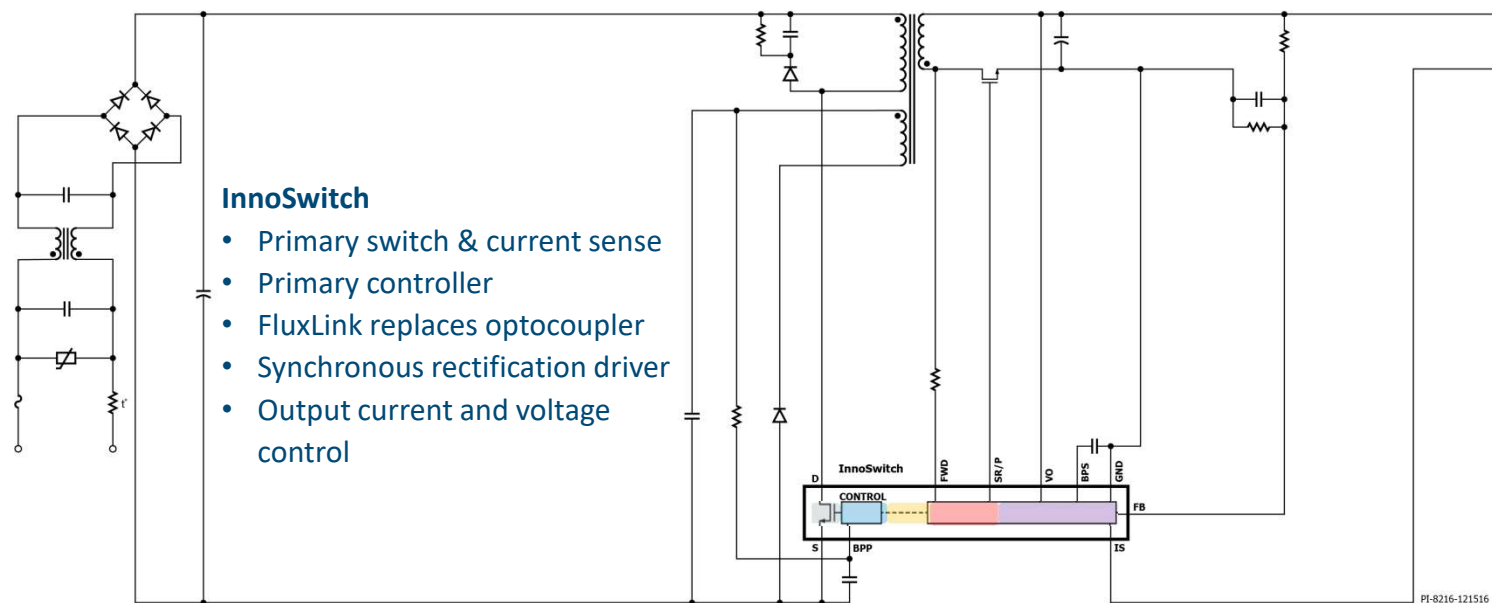 InnoSwitch
• Primary switch & current sense
• Primary controller
• FluxLink replaces optocoupler
• Synchronous rectification driver
• Output current and voltage
control
t°
InnoSwitch
D
FWD
SR/P
VO
BPS
GND
CONTROL
FB
S
BPP
IS
PI-8216-121516